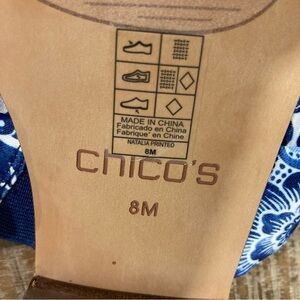 MADE IN CHINA
Fabricado en China
Fabriqué en Chine
NATALIA PRINTED
8M
chico's
8M